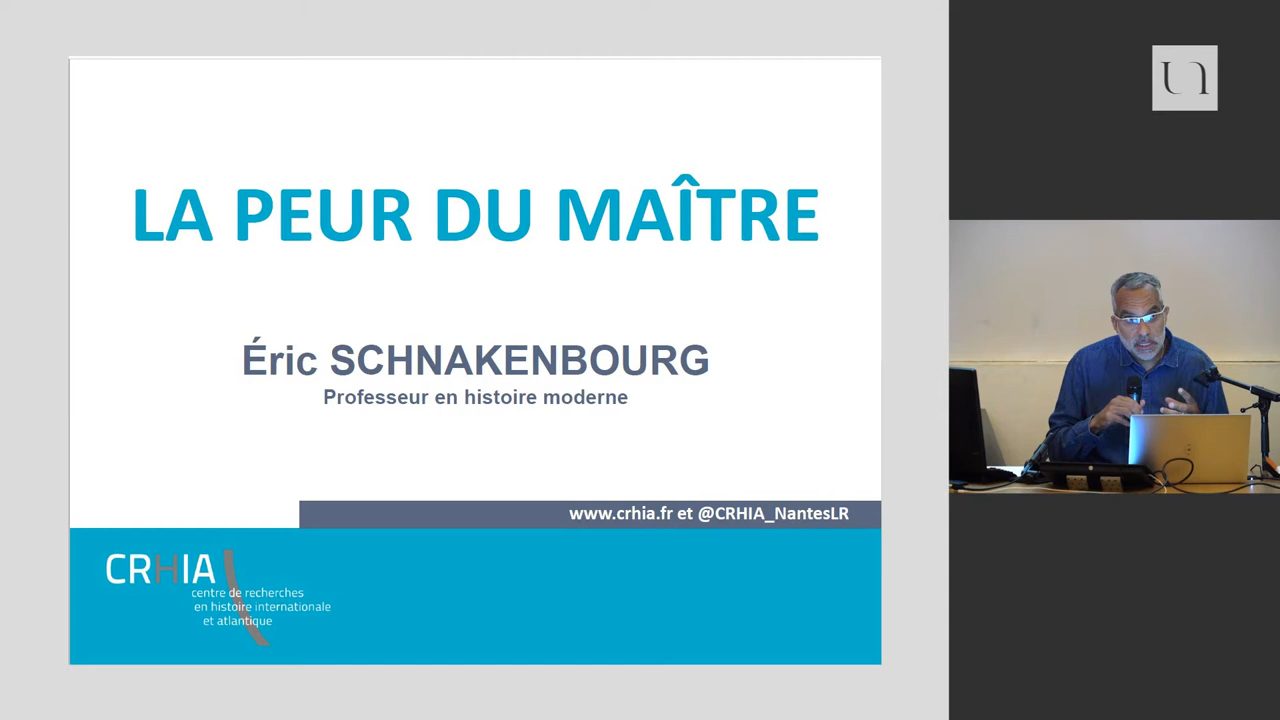 LA PEUR DU MAÎTRE
Éric SCHNAKENBOURG
Professeur en histoire moderne
www.crhia.fr et @CRHIA_NantesLR
CRHIA
centre de recherches
en histoire internationale
et atlantique